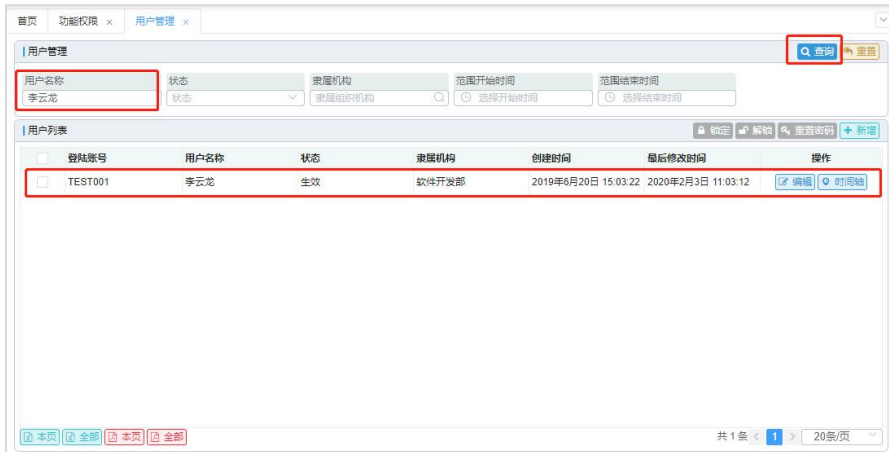 首页 功能权限 × 用户管理 ×
用户管理 查询 重置
用户名称 状态 隶属机构 范围开始时间 范围结束时间
李云龙 状态 隶属组织机构 选择开始时间 选择结束时间
用户列表 锁定 解锁 重置密码 + 新增
登陆账号 用户名称 状态 隶属机构 创建时间 最后修改时间 操作
TEST001 李云龙 生效 软件开发部 2019年6月20日 15:03:22 2020年2月3日 11:03:12 编辑 时间轴
本页 全部 本页 全部 共 1 条 < 1 > 20条/页